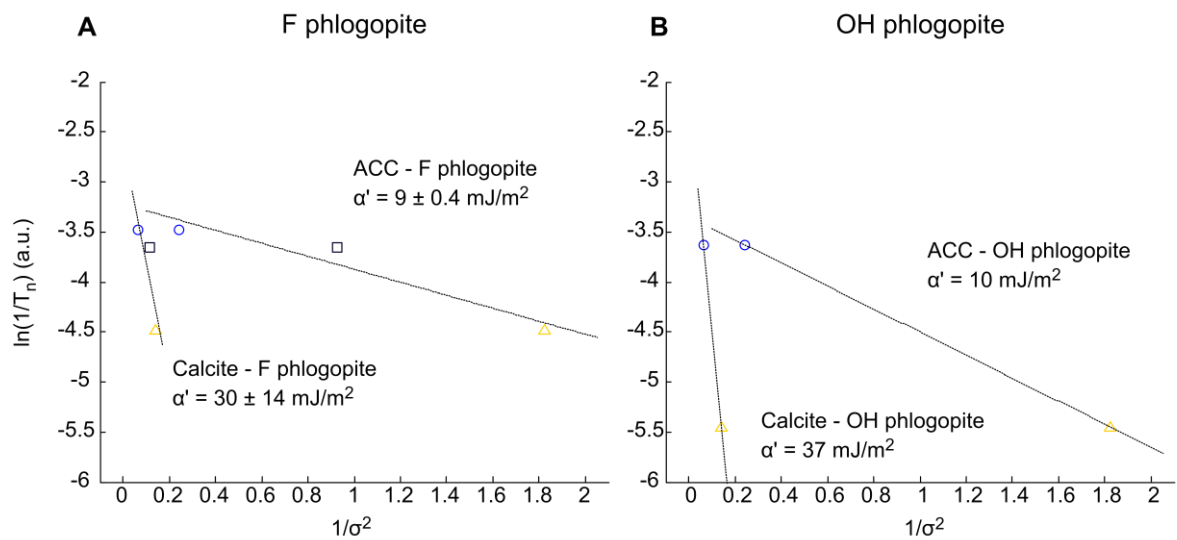 A F phlogopite
ln(1/Tn) (a.u.)
-2
-2.5
-3
-3.5
-4
-4.5
-5
-5.5
-6
ACC - F phlogopite
α' = 9 ± 0.4 mJ/m²
Calcite - F phlogopite
α' = 30 ± 14 mJ/m²
0 0.2 0.4 0.6 0.8 1 1.2 1.4 1.6 1.8 2
1/σ²
B OH phlogopite
-2
-2.5
-3
-3.5
-4
-4.5
-5
-5.5
-6
ACC - OH phlogopite
α' = 10 mJ/m²
Calcite - OH phlogopite
α' = 37 mJ/m²
0 0.2 0.4 0.6 0.8 1 1.2 1.4 1.6 1.8 2
1/σ²